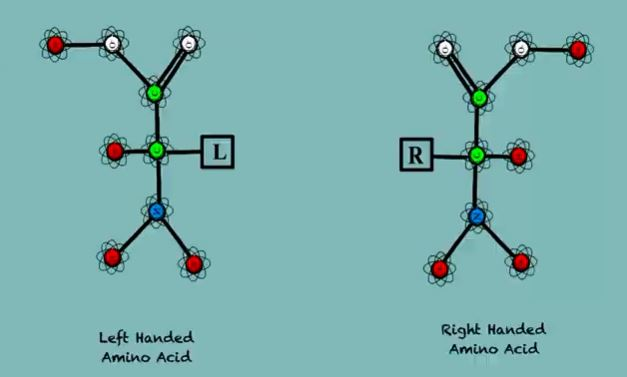 L
R
Left Handed
Amino Acid
Right Handed
Amino Acid